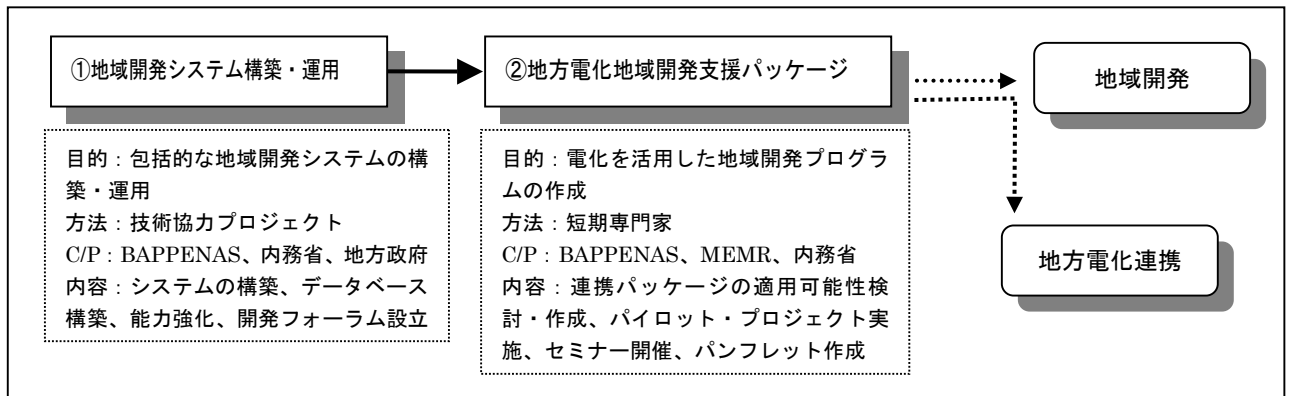 ①地域開発システム構築・運用
目的：包括的な地域開発システムの構
築・運用
方法：技術協力プロジェクト
C/P：BAPPENAS、内務省、地方政府
内容：システムの構築、データベース
構築、能力強化、開発フォーラム設立
②地方電化地域開発支援パッケージ
目的：電化を活用した地域開発プログラ
ムの作成
方法：短期専門家
C/P：BAPPENAS、MEMR、内務省
内容：連携パッケージの適用可能性検
討・作成、パイロット・プロジェクト実
施、セミナー開催、パンフレット作成
地域開発
地方電化連携